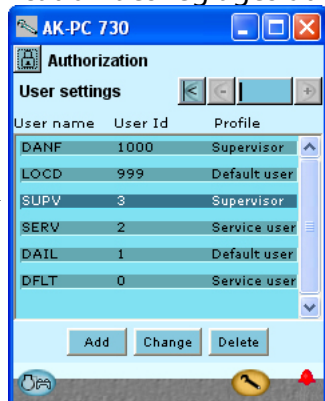 AK-PC 730
Authorization
User settings
User name User Id Profile
DANF 1000 Supervisor
LOCD 999 Default user
SUPV 3 Supervisor
SERV 2 Service user
DAIL 1 Default user
DFLT 0 Service user
Add Change Delete